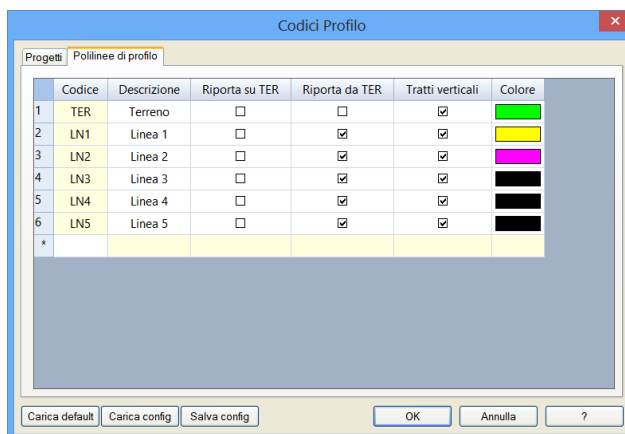 Codici Profilo
Progetti Polilinee di profilo
Codice Descrizione Riporta su TER Riporta da TER Tratti verticali Colore
1 TER Terreno
2 LN1 Linea 1
3 LN2 Linea 2
4 LN3 Linea 3
5 LN4 Linea 4
6 LN5 Linea 5
*
Carica default Carica config Salva config OK Annulla ?